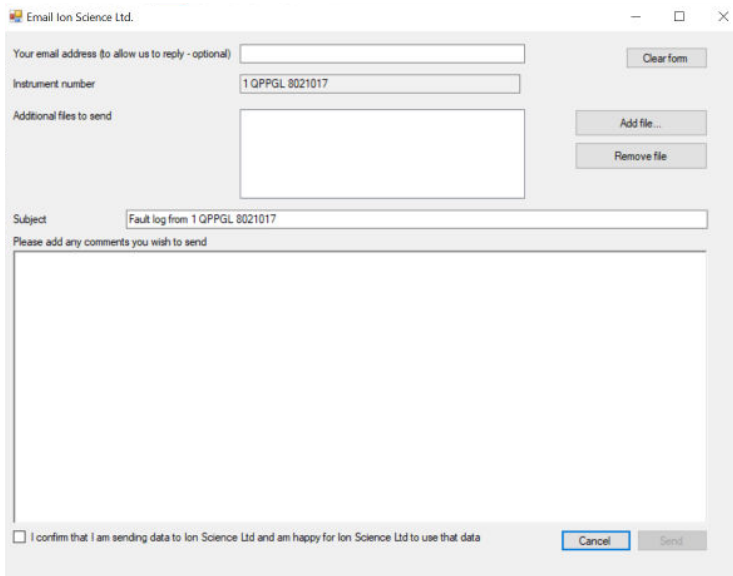 Email Ion Science Ltd.
Your email address (to allow us to reply - optional)
Clear form
Instrument number
1 QPPGL 8021017
Additional files to send
Add file...
Remove file
Subject
Fault log from 1 QPPGL 8021017
Please add any comments you wish to send
I confirm that I am sending data to Ion Science Ltd and am happy for Ion Science Ltd to use that data
Cancel
Send